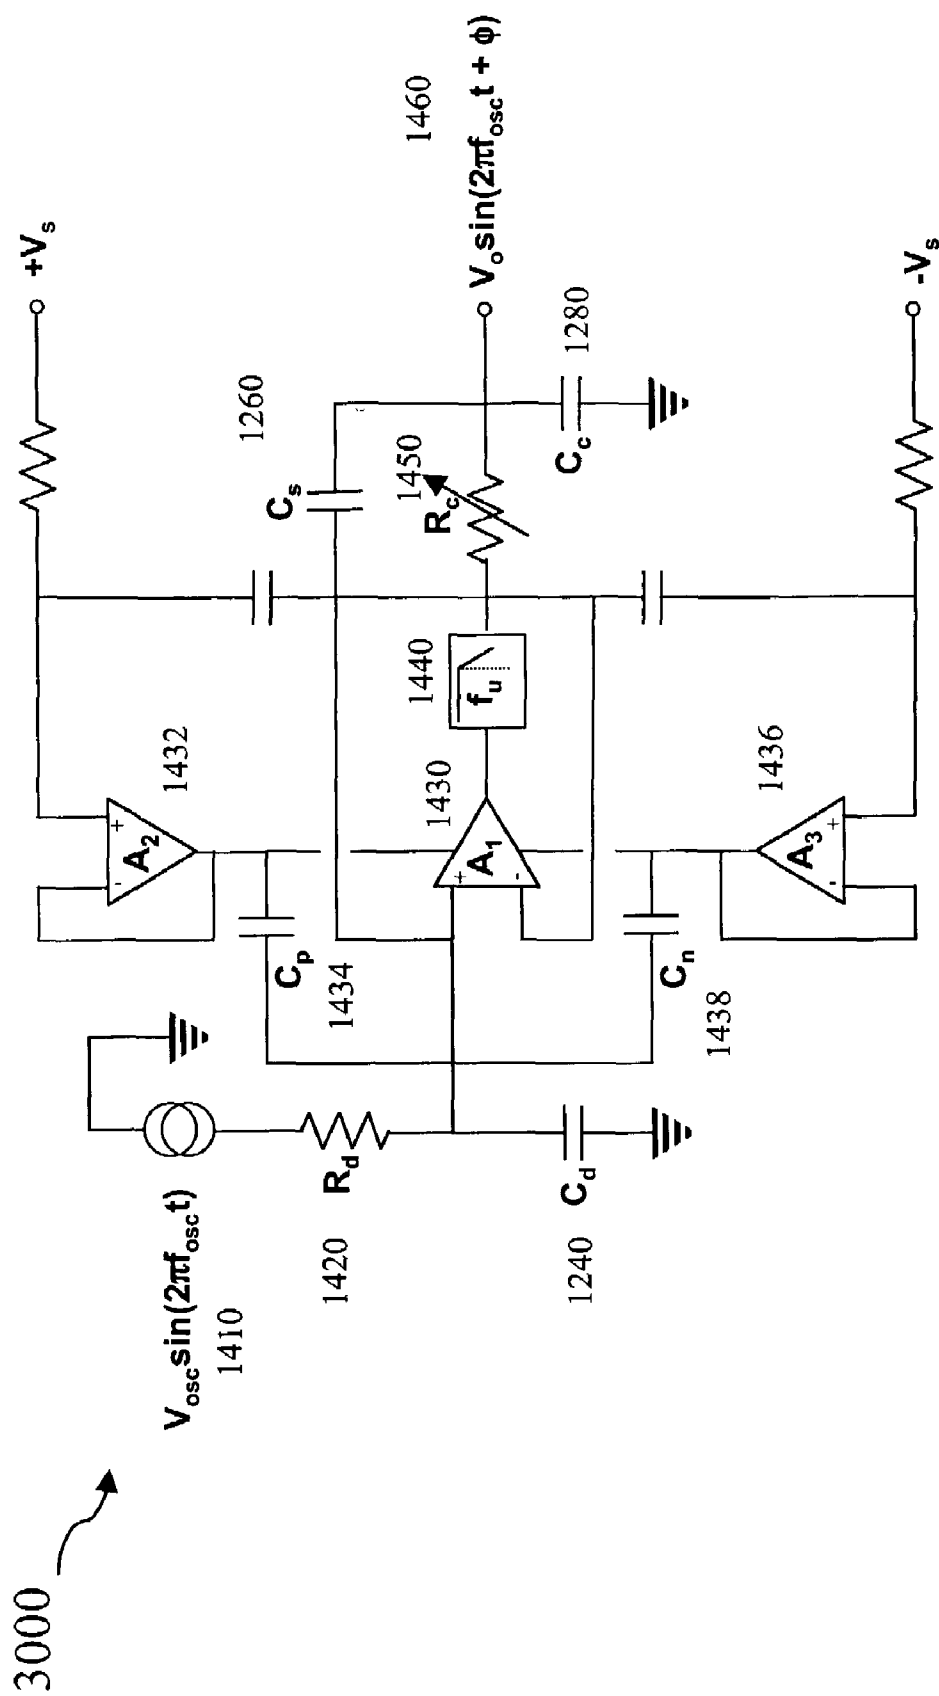 3000
V_osc sin(2πf_osc t)
1410
1420
R_d
1240
C_d
C_p
1434
C_n
1438
-
+
A_2
1432
+
-
A_1
1430
-
+
A_3
1436
1440
f_u
C_s
1260
R_c
1450
C_c
1280
+V_s
V_o sin(2πf_osc t + ϕ)
1460
-V_s